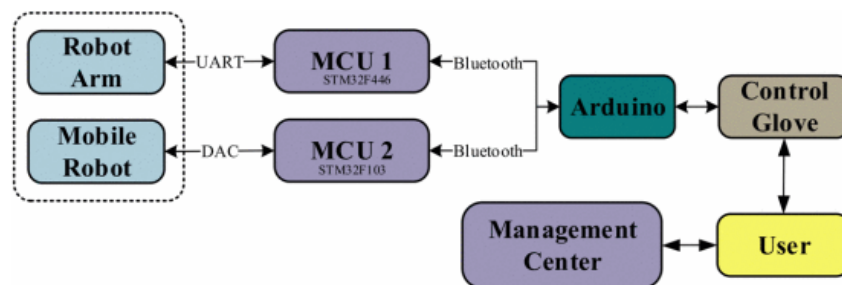 Robot
Arm
UART
MCU 1
STM32F446
Bluetooth
Arduino
Control
Glove
Mobile
Robot
DAC
MCU 2
STM32F103
Bluetooth
Management
Center
User